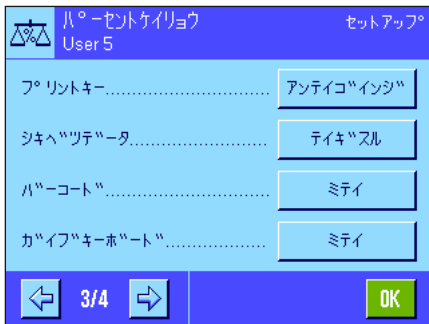 パーセントケイリョウ セットアップ
User 5
プリントキー........................... アンテイゴインジ
シキベツデータ....................... テイギスル
バーコード........................... ミテイ
ガイブキーボード.................. ミテイ
3/4 OK